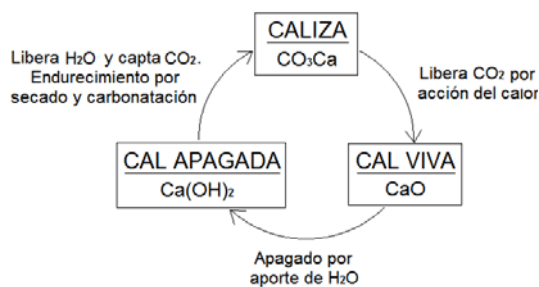 CALIZA
CO₃Ca
Libera H₂O y capta CO₂.
Endurecimiento por
secado y carbonatación
Libera CO₂ por
acción del calor
CAL APAGADA
Ca(OH)₂
CAL VIVA
CaO
Apagado por
aporte de H₂O